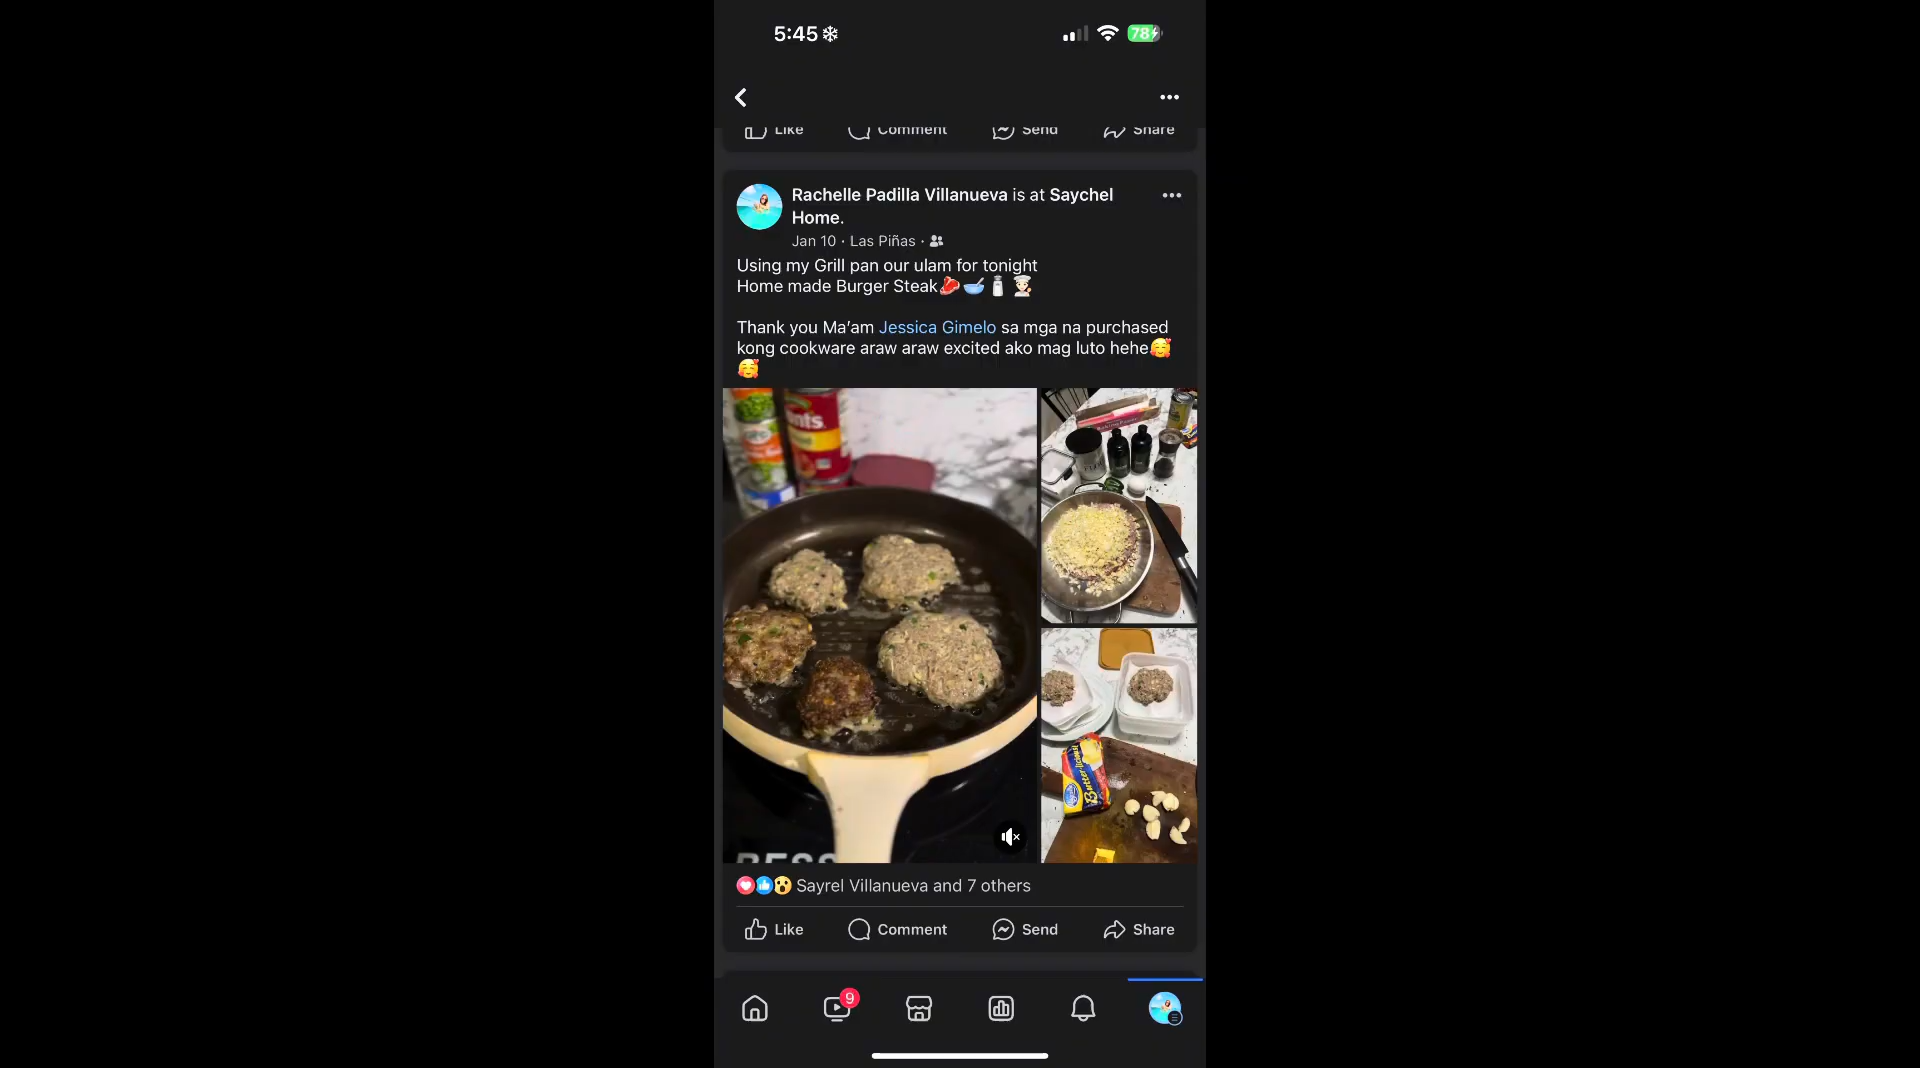 5:45
78
Like Comment Send Share
Rachelle Padilla Villanueva is at Saychel
Home.
Jan 10 · Las Piñas ·
Using my Grill pan our ulam for tonight
Home made Burger Steak🥩🥣🧂👩🏻‍🍳
Thank you Ma'am Jessica Gimelo sa mga na purchased
kong cookware araw araw excited ako mag luto hehe🥰
🥰
Butter-licious!
Sayrel Villanueva and 7 others
Like Comment Send Share
9